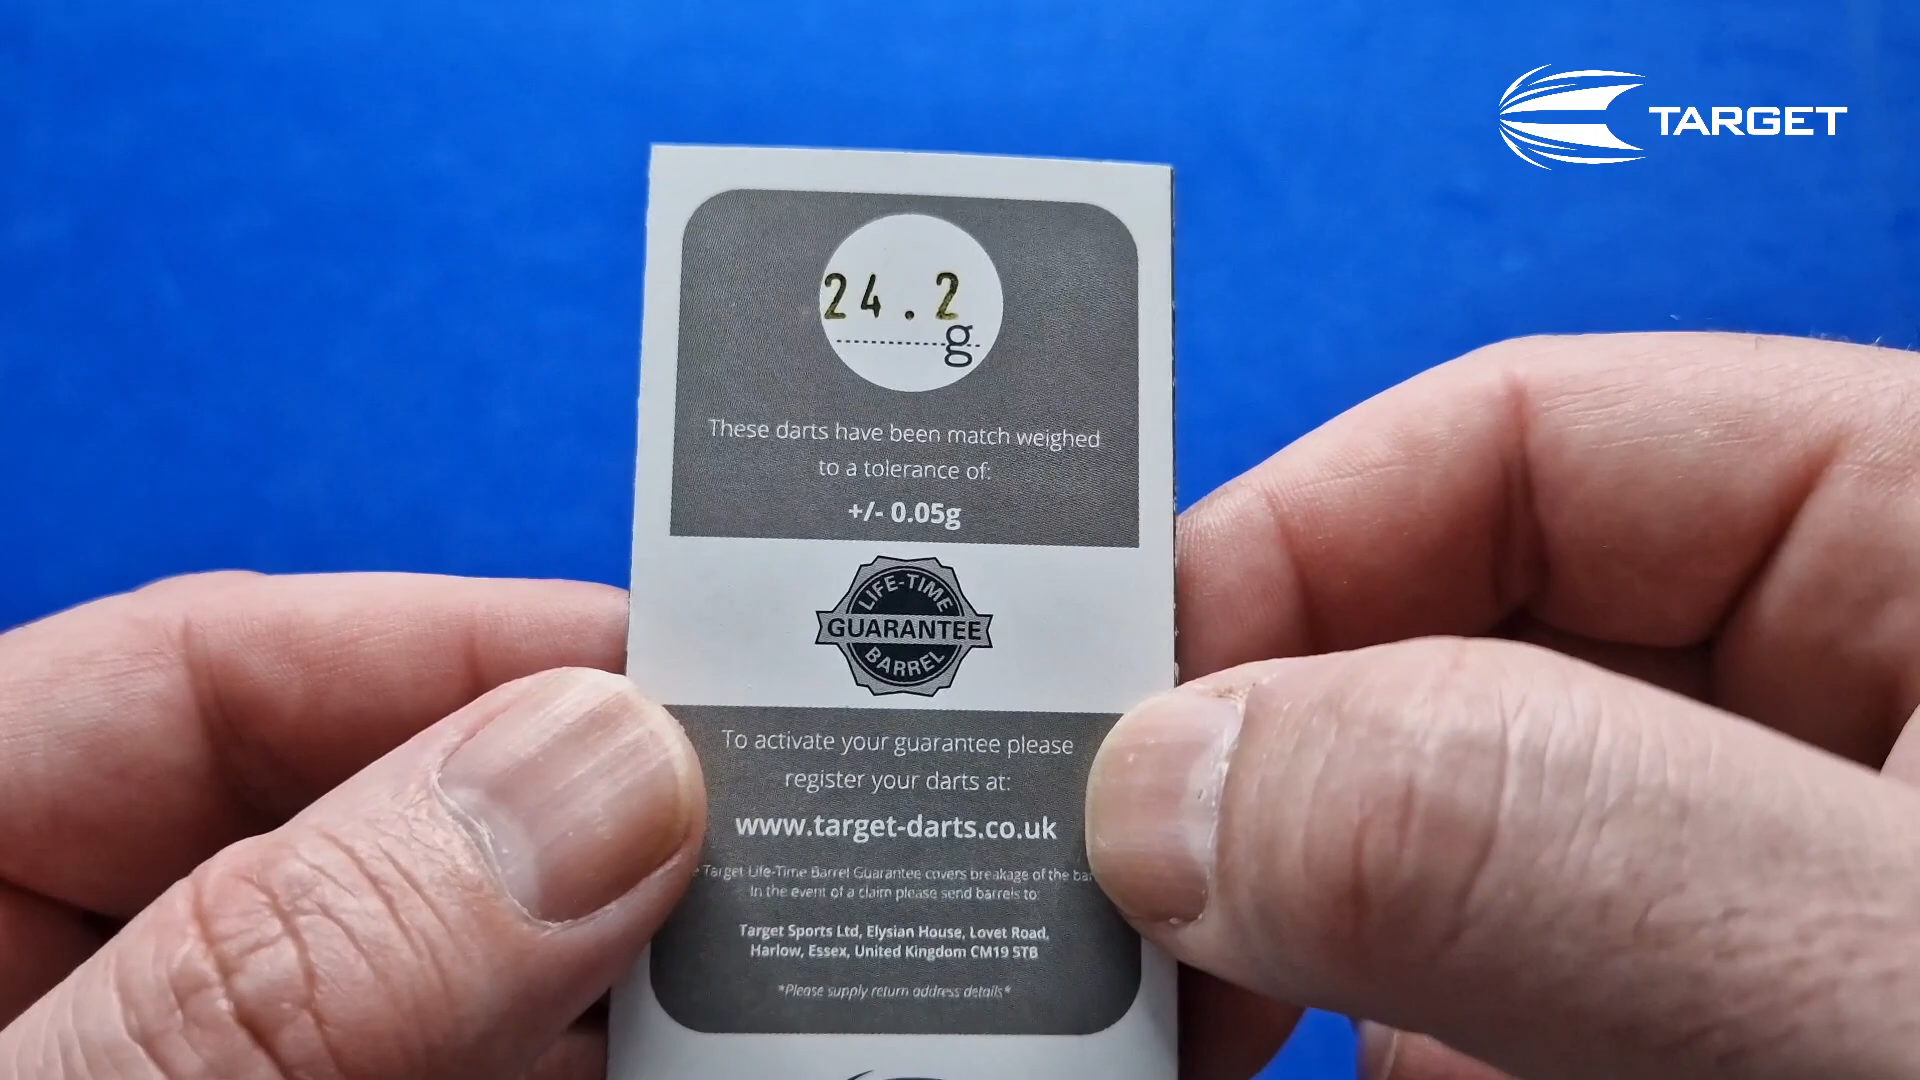 TARGET
24.2
g
These darts have been match weighed
to a tolerance of:
+/- 0.05g
LIFE-TIME
GUARANTEE
BARREL
To activate your guarantee please
register your darts at:
www.target-darts.co.uk
Target Life-Time Barrel Guarantee covers breakage of the
In the event of a claim please send barrels to:
Target Sports Ltd, Elysian House, Lovet Road,
Harlow, Essex, United Kingdom CM19 5TB
*Please supply return address details*